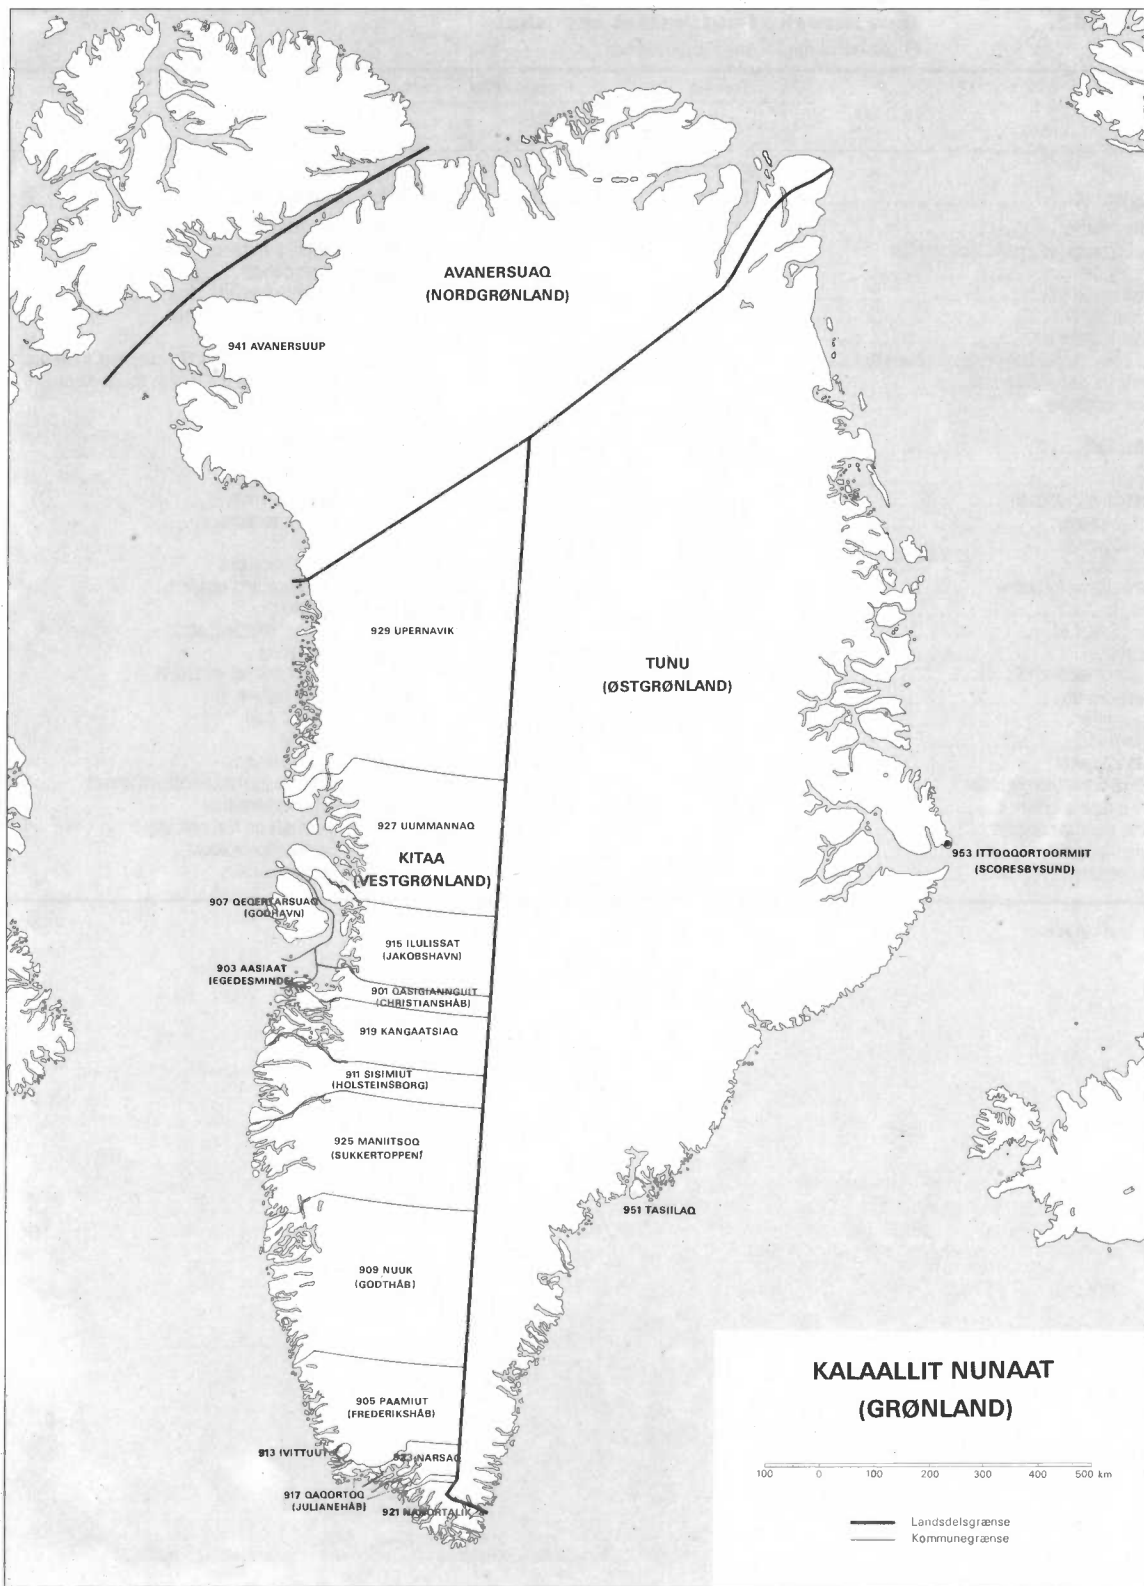 AVANERSUAQ
(NORDGRØNLAND)
941 AVANERSUUP
929 UPERNAVIK
TUNU
(ØSTGRØNLAND)
927 UUMMANNAQ
KITAA
(VESTGRØNLAND)
953 ITTOQQORTOORMIIT
(SCORESBYSUND)
907 QEQERTARSUAQ
(GODHAVN)
915 ILULISSAT
(JAKOBSHAVN)
903 AASIAAT
(EGEDESMINDE)
901 QASIGIANNGUIT
(CHRISTIANSHÅB)
919 KANGAATSIAQ
911 SISIMIUT
(HOLSTEINSBORG)
925 MANIITSOQ
(SUKKERTOPPEN)
951 TASIILAQ
909 NUUK
(GODTHÅB)
905 PAAMIUT
(FREDERIKSHÅB)
913 IVITTUUT
923 NARSAQ
917 QAQORTOQ
(JULIANEHÅB)
921 NANORTALIK
KALAALLIT NUNAAT
(GRØNLAND)
100 0 100 200 300 400 500 km
Landsdelsgrænse
Kommunegrænse